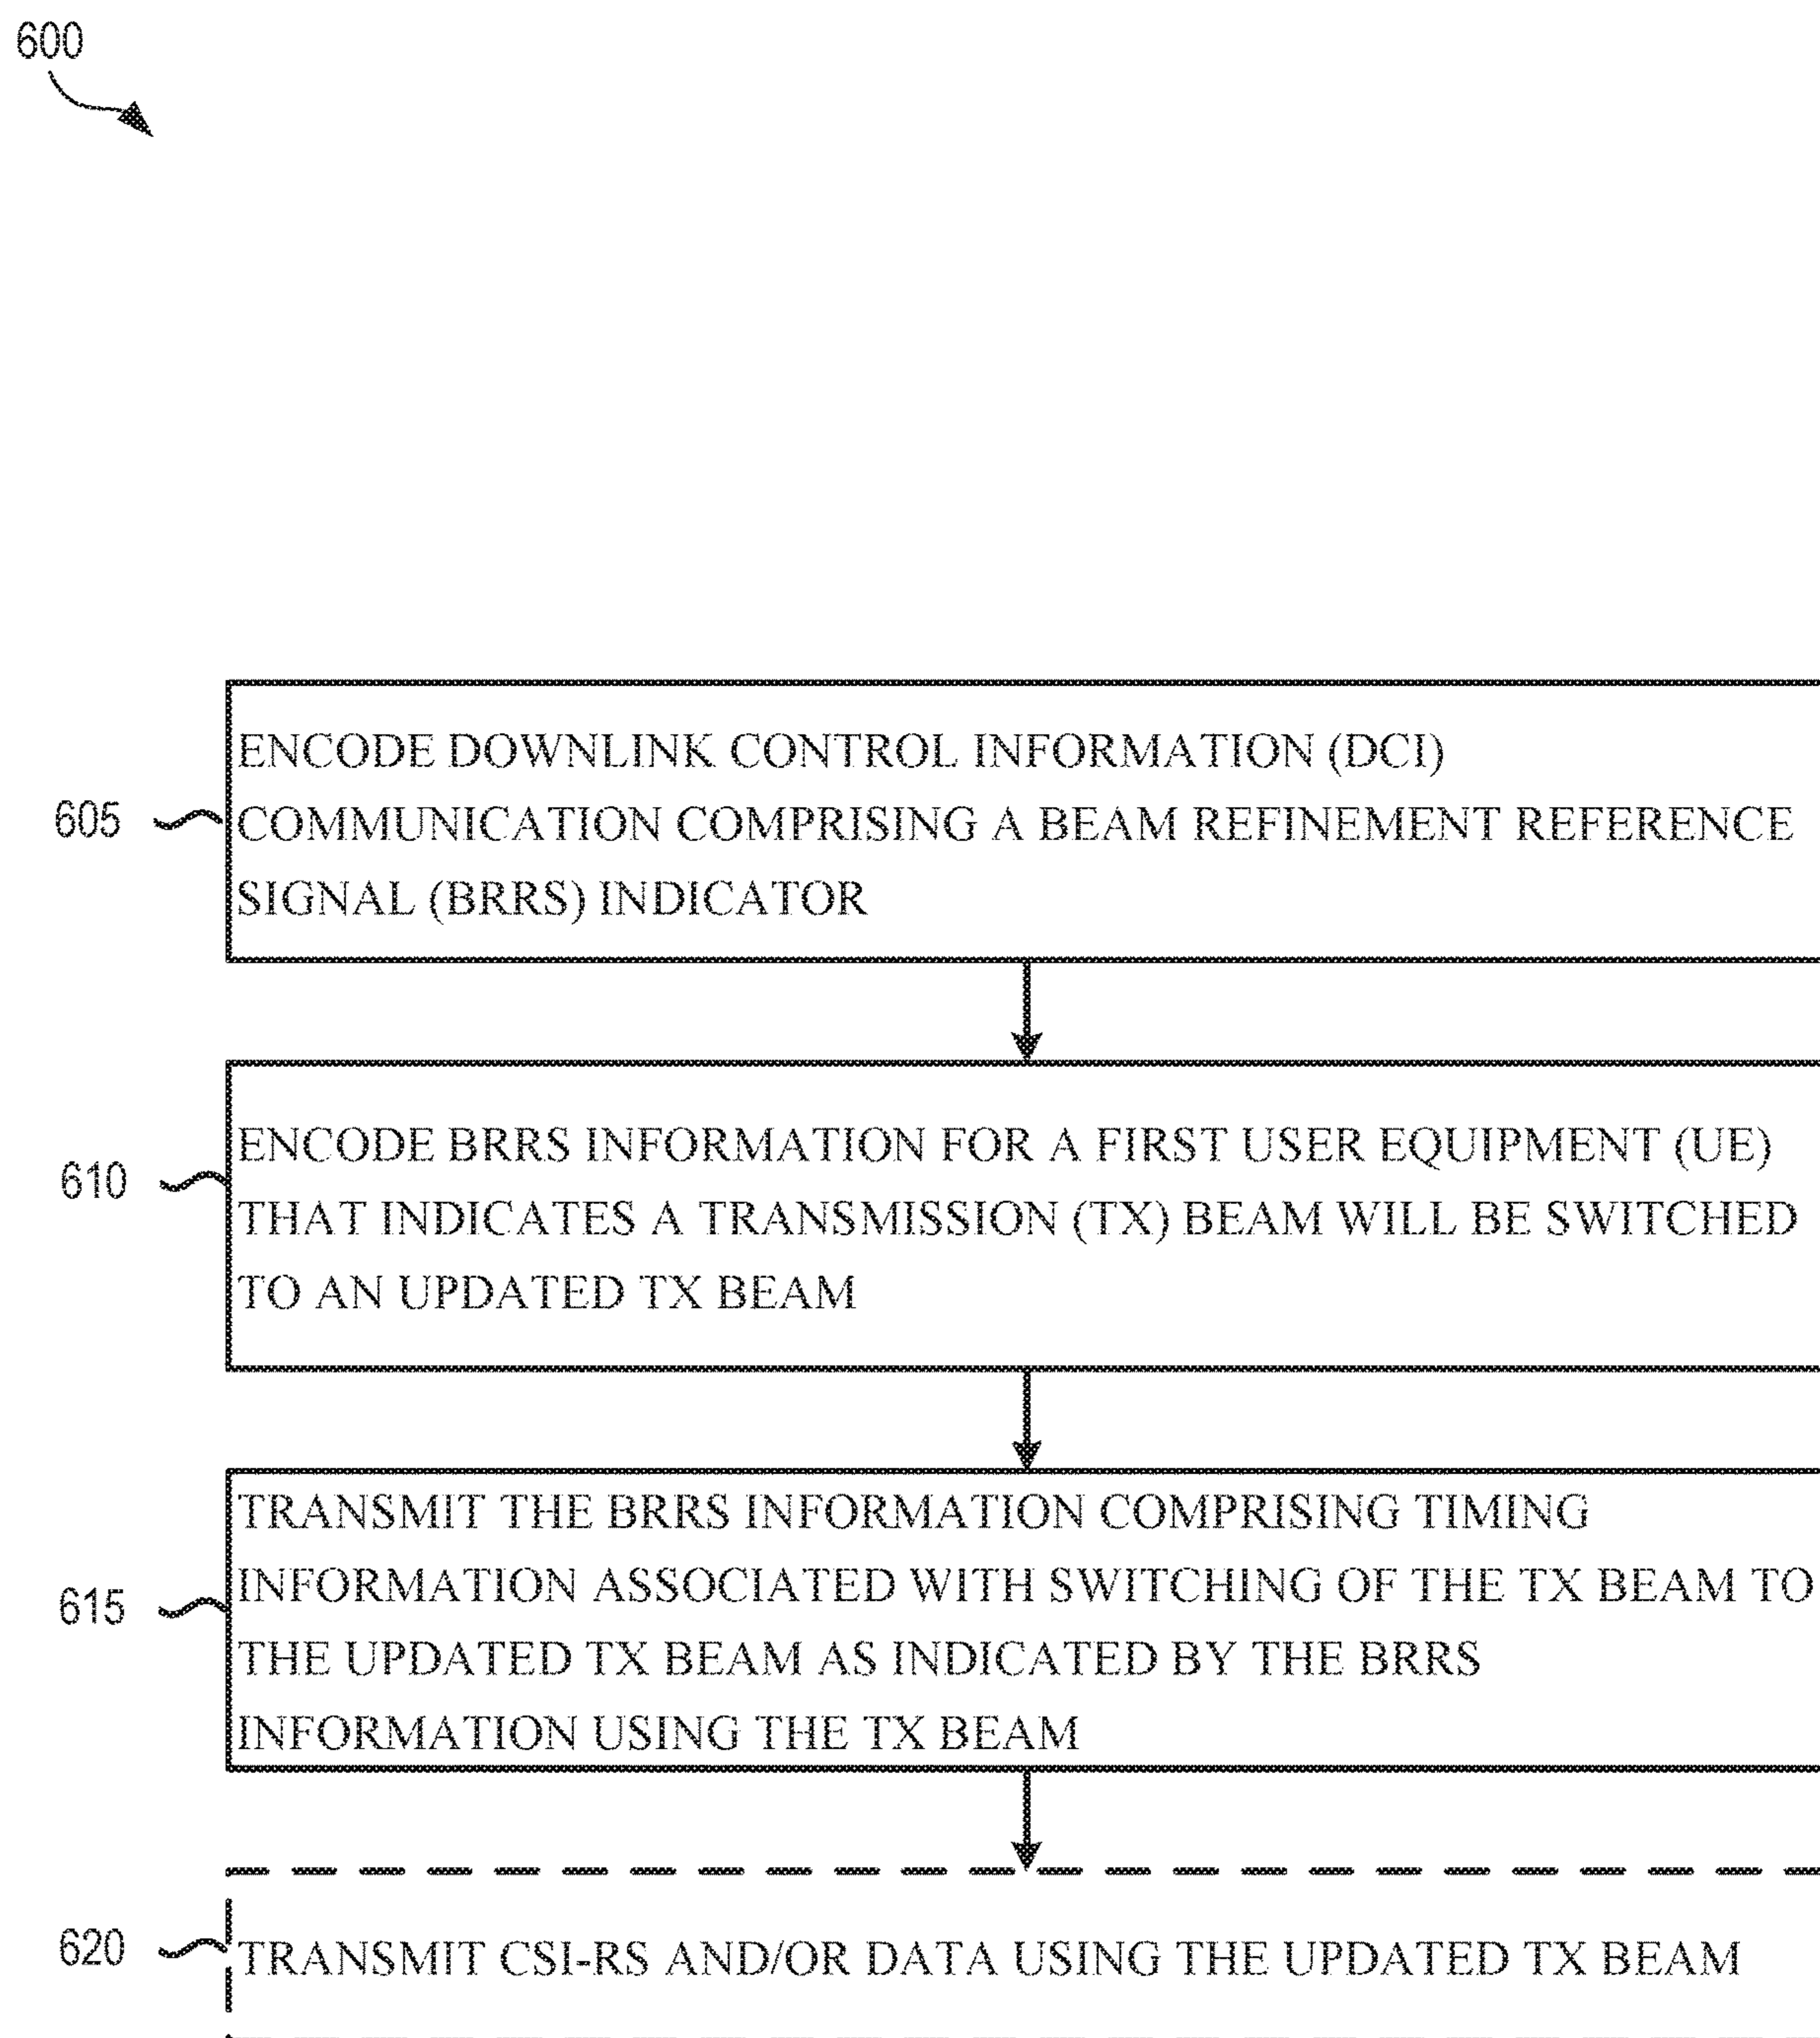 600
605
ENCODE DOWNLINK CONTROL INFORMATION (DCI)
COMMUNICATION COMPRISING A BEAM REFINEMENT REFERENCE
SIGNAL (BRRS) INDICATOR
610
ENCODE BRRS INFORMATION FOR A FIRST USER EQUIPMENT (UE)
THAT INDICATES A TRANSMISSION (TX) BEAM WILL BE SWITCHED
TO AN UPDATED TX BEAM
615
TRANSMIT THE BRRS INFORMATION COMPRISING TIMING
INFORMATION ASSOCIATED WITH SWITCHING OF THE TX BEAM TO
THE UPDATED TX BEAM AS INDICATED BY THE BRRS
INFORMATION USING THE TX BEAM
620
TRANSMIT CSI-RS AND/OR DATA USING THE UPDATED TX BEAM